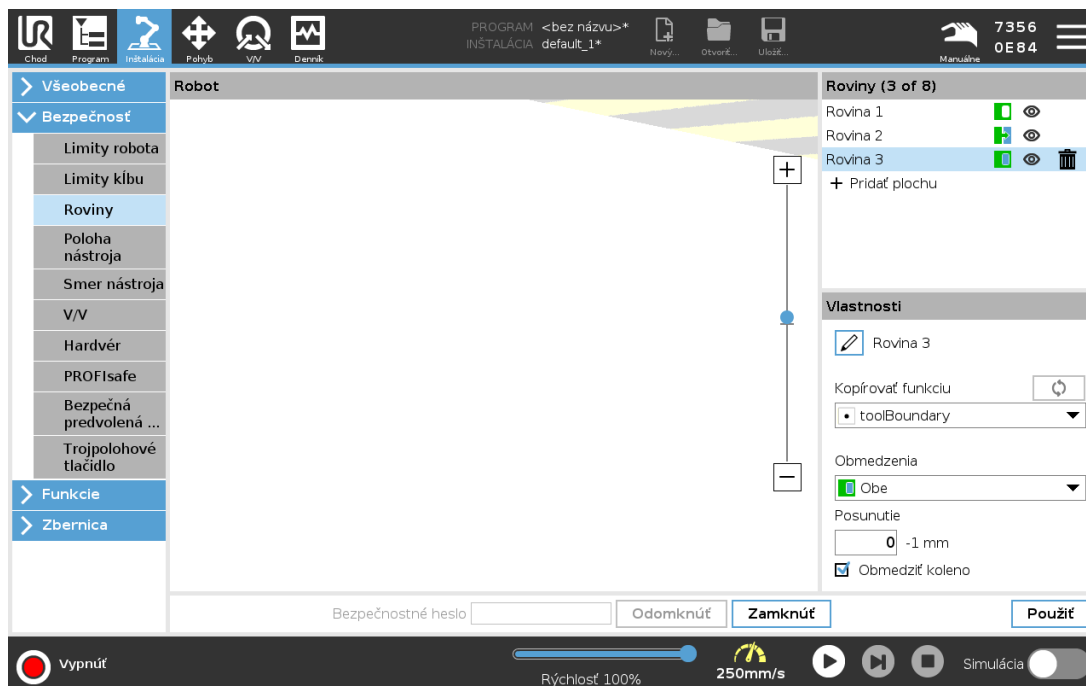 UR
PROGRAM <bez názvu>*
INŠTALÁCIA default_1*
Chod
Program
Inštalácia
Pohyb
V/V
Denník
Nový...
Otvoriť...
Uložiť...
Manuálne
7356
0E84
Všeobecné
Bezpečnosť
Limity robota
Limity kĺbu
Roviny
Poloha
nástroja
Smer nástroja
V/V
Hardvér
PROFIsafe
Bezpečná
predvolená ...
Trojpolohové
tlačidlo
Funkcie
Zbernica
Robot
Roviny (3 of 8)
Rovina 1
Rovina 2
Rovina 3
+ Pridať plochu
Vlastnosti
Rovina 3
Kopírovať funkciu
toolBoundary
Obmedzenia
Obe
Posunutie
0 -1 mm
Obmedziť koleno
Bezpečnostné heslo
Odomknúť
Zamknúť
Použiť
Vypnúť
Rýchlosť 100%
250mm/s
Simulácia